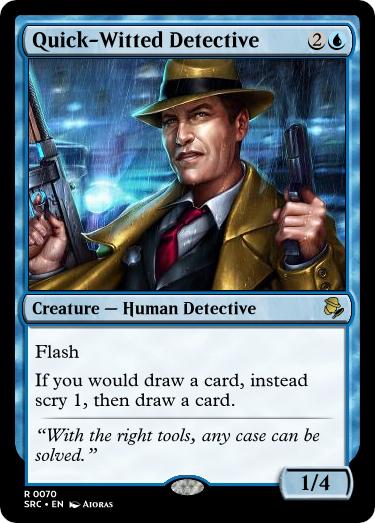 Quick-Witted Detective 2
Creature — Human Detective
Flash
If you would draw a card, instead
scry 1, then draw a card.
“With the right tools, any case can be
solved.”
1/4
R 0070
SRC • EN Aioras